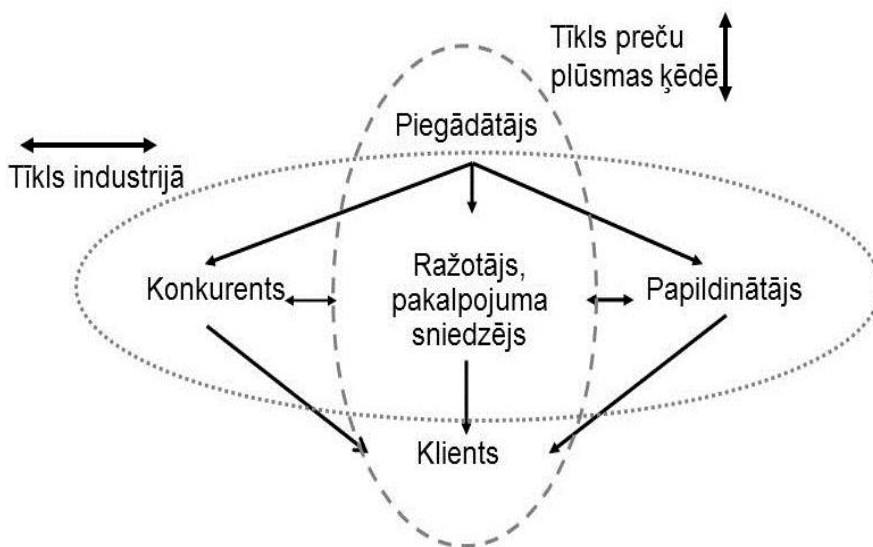 Tīkls preču
plūsmas ķēdē
Piegādātājs
Tīkls industrijā
Konkurents
Ražotājs,
pakalpojuma
sniedzējs
Papildinātājs
Klients